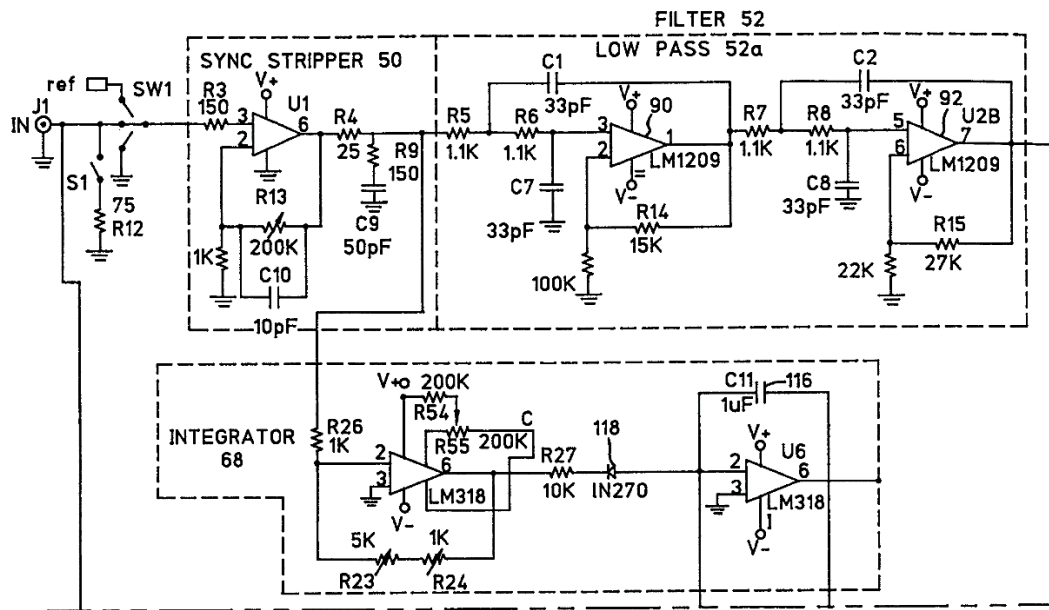 FILTER 52
SYNC STRIPPER 50
LOW PASS 52a
ref
SW1
J1
IN
R3
150
V+
U1
3
6
2
R4
25
R9
150
C9
50pF
R13
200K
1K
C10
10pF
S1
75
R12
R5
1.1K
C1
33pF
R6
1.1K
V+
90
3
1
2
LM1209
V-
C7
33pF
R14
15K
100K
R7
1.1K
C2
33pF
R8
1.1K
V+
92
U2B
5
7
6
LM1209
V-
C8
33pF
R15
27K
22K
INTEGRATOR
68
R26
1K
V+
200K
R54
R55
200K
C
2
3
6
LM318
V-
5K
1K
R23
R24
R27
10K
118
IN270
C11
116
1uF
V+
U6
2
6
3
LM318
V-